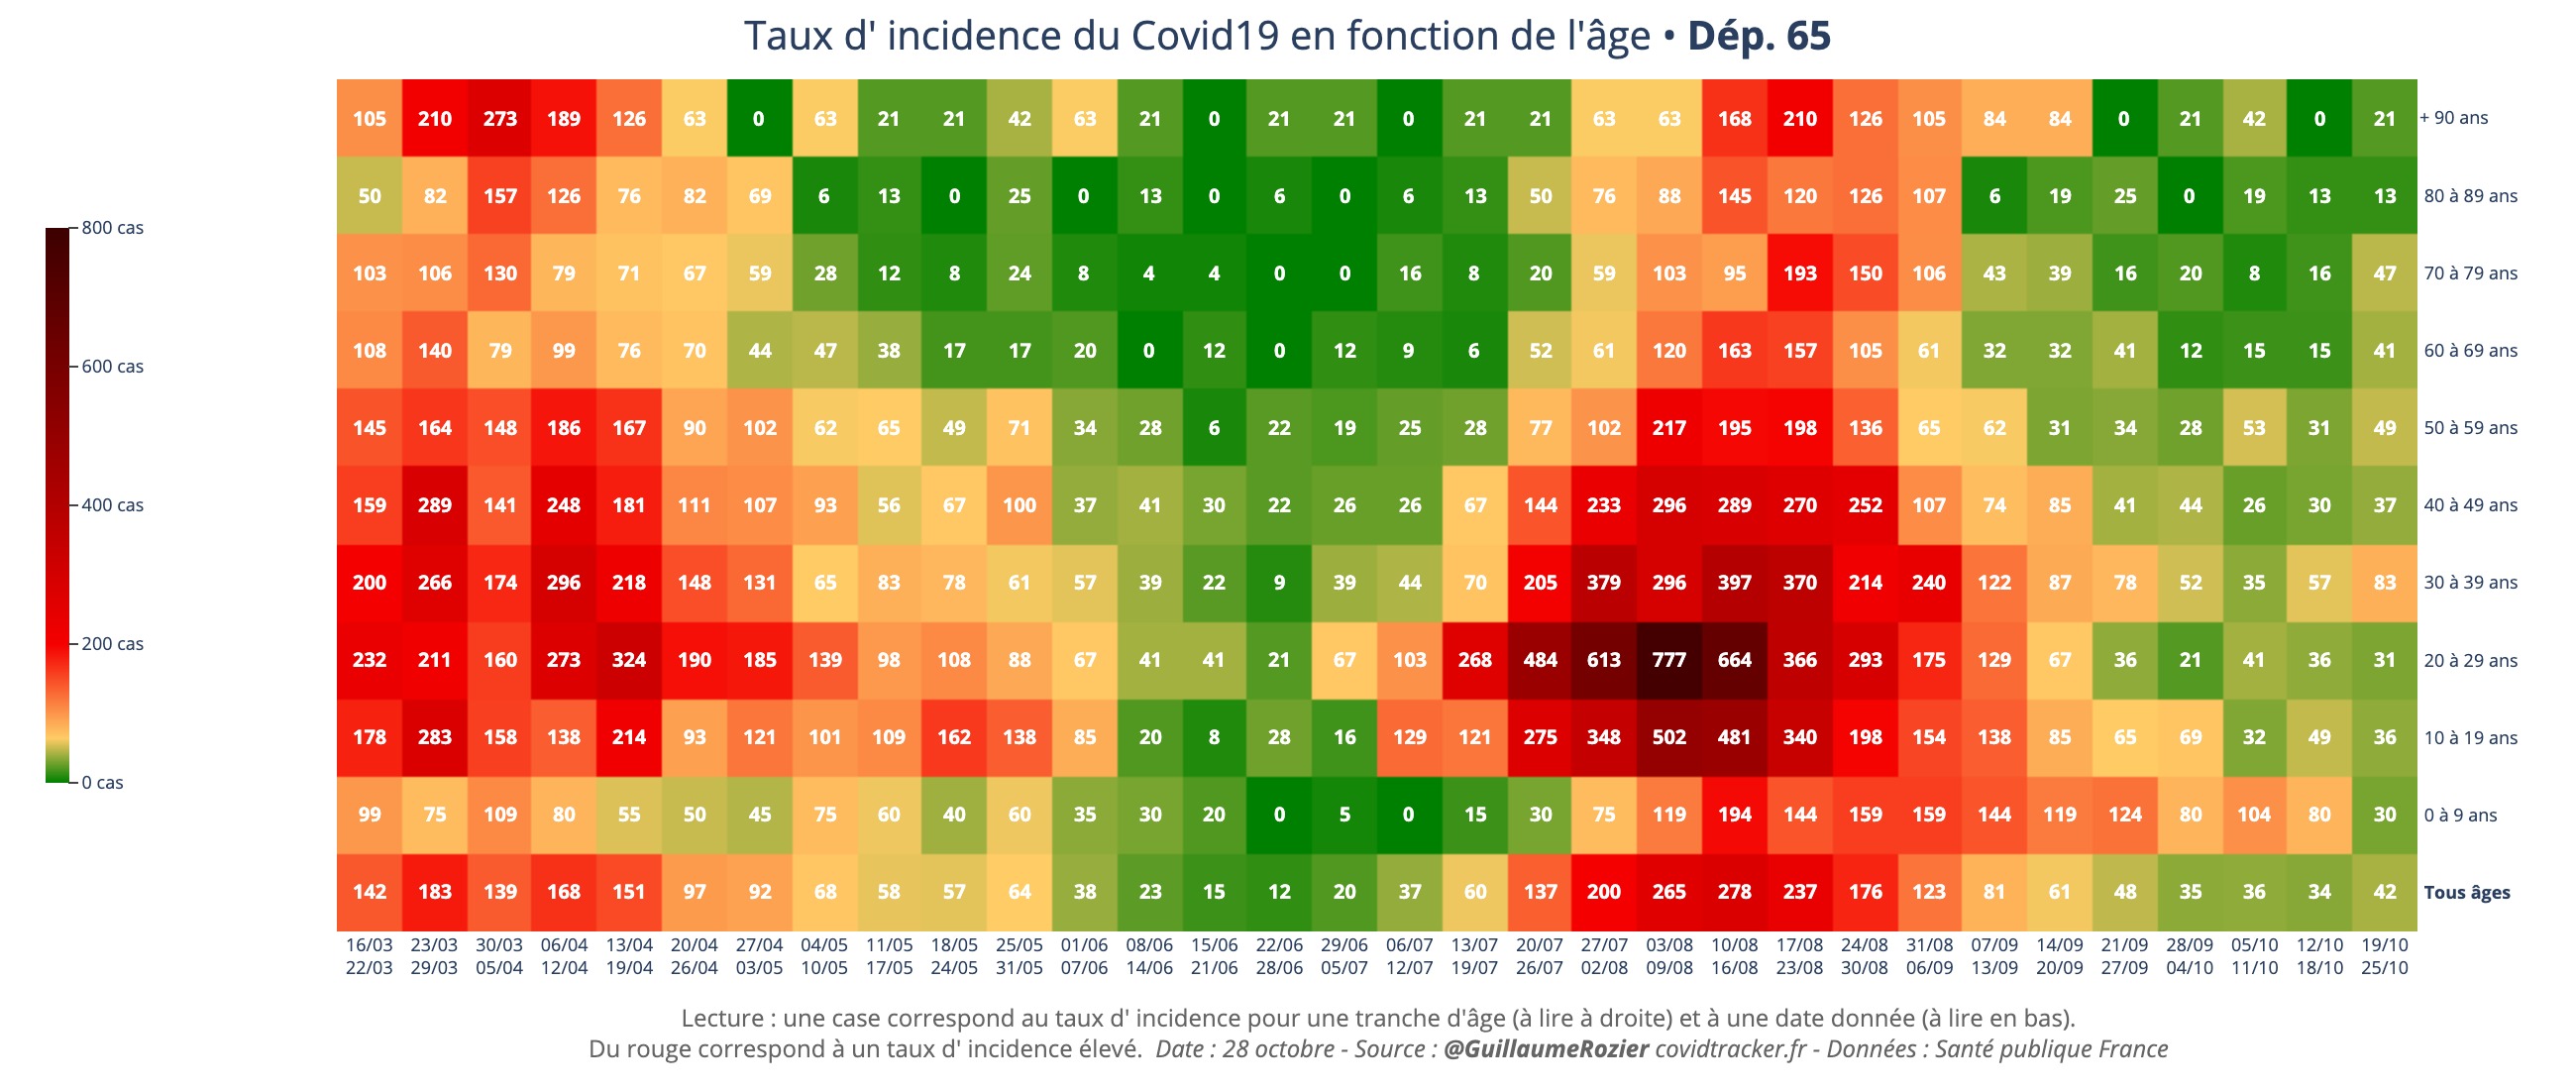 Taux d' incidence du Covid19 en fonction de l'âge • Dép. 65
800 cas
600 cas
400 cas
200 cas
0 cas
105 210 273 189 126 63 0 63 21 21 42 63 21 0 21 21 0 21 21 63 63 168 210 126 105 84 84 0 21 42 0 21 + 90 ans
50 82 157 126 76 82 69 6 13 0 25 0 13 0 6 0 6 13 50 76 88 145 120 126 107 6 19 25 0 19 13 13 80 à 89 ans
103 106 130 79 71 67 59 28 12 8 24 8 4 4 0 0 16 8 20 59 103 95 193 150 106 43 39 16 20 8 16 47 70 à 79 ans
108 140 79 99 76 70 44 47 38 17 17 20 0 12 0 12 9 6 52 61 120 163 157 105 61 32 32 41 12 15 15 41 60 à 69 ans
145 164 148 186 167 90 102 62 65 49 71 34 28 6 22 19 25 28 77 102 217 195 198 136 65 62 31 34 28 53 31 49 50 à 59 ans
159 289 141 248 181 111 107 93 56 67 100 37 41 30 22 26 26 67 144 233 296 289 270 252 107 74 85 41 44 26 30 37 40 à 49 ans
200 266 174 296 218 148 131 65 83 78 61 57 39 22 9 39 44 70 205 379 296 397 370 214 240 122 87 78 52 35 57 83 30 à 39 ans
232 211 160 273 324 190 185 139 98 108 88 67 41 41 21 67 103 268 484 613 777 664 366 293 175 129 67 36 21 41 36 31 20 à 29 ans
178 283 158 138 214 93 121 101 109 162 138 85 20 8 28 16 129 121 275 348 502 481 340 198 154 138 85 65 69 32 49 36 10 à 19 ans
99 75 109 80 55 50 45 75 60 40 60 35 30 20 0 5 0 15 30 75 119 194 144 159 159 144 119 124 80 104 80 30 0 à 9 ans
142 183 139 168 151 97 92 68 58 57 64 38 23 15 12 20 37 60 137 200 265 278 237 176 123 81 61 48 35 36 34 42 Tous âges
16/03 23/03 30/03 06/04 13/04 20/04 27/04 04/05 11/05 18/05 25/05 01/06 08/06 15/06 22/06 29/06 06/07 13/07 20/07 27/07 03/08 10/08 17/08 24/08 31/08 07/09 14/09 21/09 28/09 05/10 12/10 19/10
22/03 29/03 05/04 12/04 19/04 26/04 03/05 10/05 17/05 24/05 31/05 07/06 14/06 21/06 28/06 05/07 12/07 19/07 26/07 02/08 09/08 16/08 23/08 30/08 06/09 13/09 20/09 27/09 04/10 11/10 18/10 25/10
Lecture : une case correspond au taux d' incidence pour une tranche d'âge (à lire à droite) et à une date donnée (à lire en bas).
Du rouge correspond à un taux d' incidence élevé. Date : 28 octobre - Source : @GuillaumeRozier covidtracker.fr - Données : Santé publique France